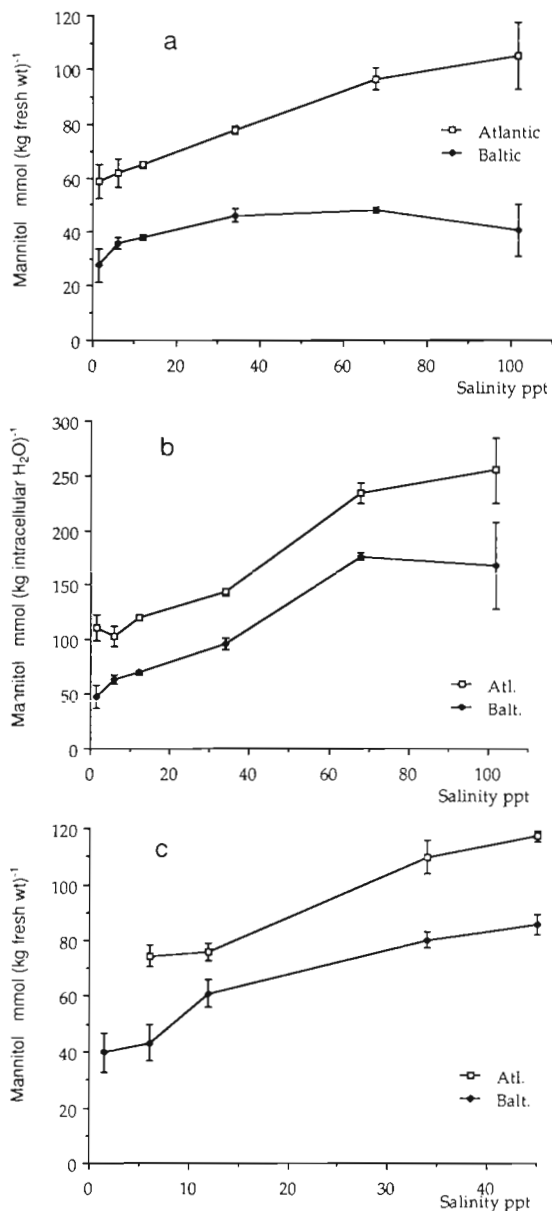 a
Mannitol mmol (kg fresh wt)⁻¹
120
100
80
60
40
20
0
Atlantic
Baltic
0 20 40 60 80 100
Salinity ppt
b
Mannitol mmol (kg intracellular H₂O)⁻¹
300
250
200
150
100
50
0
Atl.
Balt.
0 20 40 60 80 100
Salinity ppt
c
Mannitol mmol (kg fresh wt)⁻¹
120
100
80
60
40
20
0
Atl.
Balt.
0 10 20 30 40
Salinity ppt